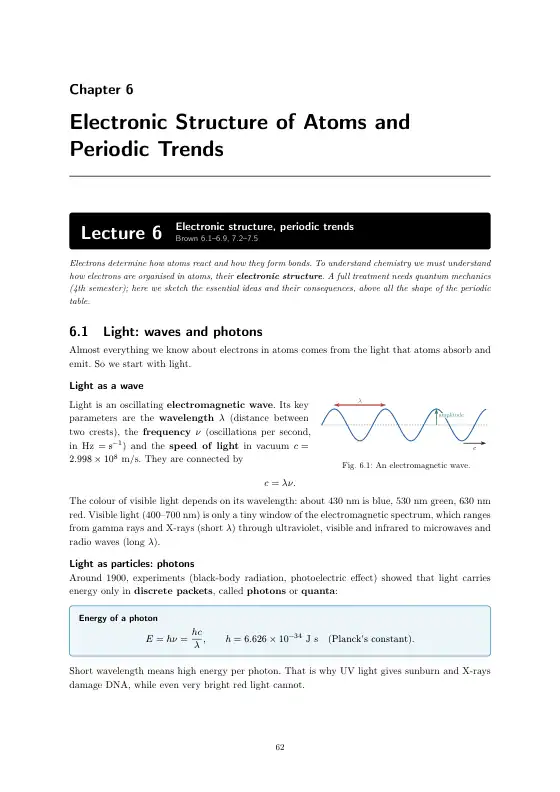 Chapter 6
Electronic Structure of Atoms and
Periodic Trends
Lecture 6
Electronic structure, periodic trends
Brown 6.1–6.9, 7.2–7.5
Electrons determine how atoms react and how they form bonds. To understand chemistry we must understand
how electrons are organised in atoms, their electronic structure. A full treatment needs quantum mechanics
(4th semester); here we sketch the essential ideas and their consequences, above all the shape of the periodic
table.
6.1 Light: waves and photons
Almost everything we know about electrons in atoms comes from the light that atoms absorb and
emit. So we start with light.
Light as a wave
Light is an oscillating electromagnetic wave. Its key
parameters are the wavelength λ (distance between
two crests), the frequency ν (oscillations per second,
in Hz = s⁻¹) and the speed of light in vacuum c =
2.998 × 10⁸ m/s. They are connected by
λ
amplitude
c
Fig. 6.1: An electromagnetic wave.
c = λν.
The colour of visible light depends on its wavelength: about 430 nm is blue, 530 nm green, 630 nm
red. Visible light (400–700 nm) is only a tiny window of the electromagnetic spectrum, which ranges
from gamma rays and X-rays (short λ) through ultraviolet, visible and infrared to microwaves and
radio waves (long λ).
Light as particles: photons
Around 1900, experiments (black-body radiation, photoelectric effect) showed that light carries
energy only in discrete packets, called photons or quanta:
Energy of a photon
E = hν = hc/λ, h = 6.626 × 10⁻³⁴ J s (Planck's constant).
Short wavelength means high energy per photon. That is why UV light gives sunburn and X-rays
damage DNA, while even very bright red light cannot.
62